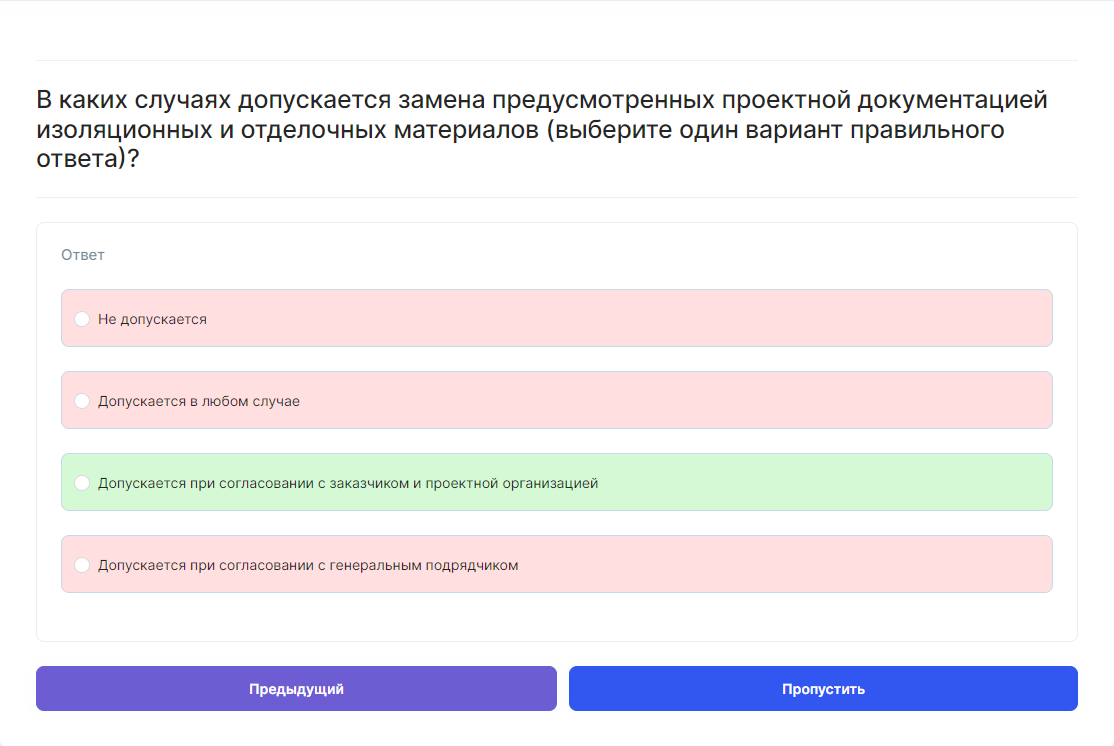 В каких случаях допускается замена предусмотренных проектной документацией
изоляционных и отделочных материалов (выберите один вариант правильного
ответа)?
Ответ
Не допускается
Допускается в любом случае
Допускается при согласовании с заказчиком и проектной организацией
Допускается при согласовании с генеральным подрядчиком
Предыдущий
Пропустить